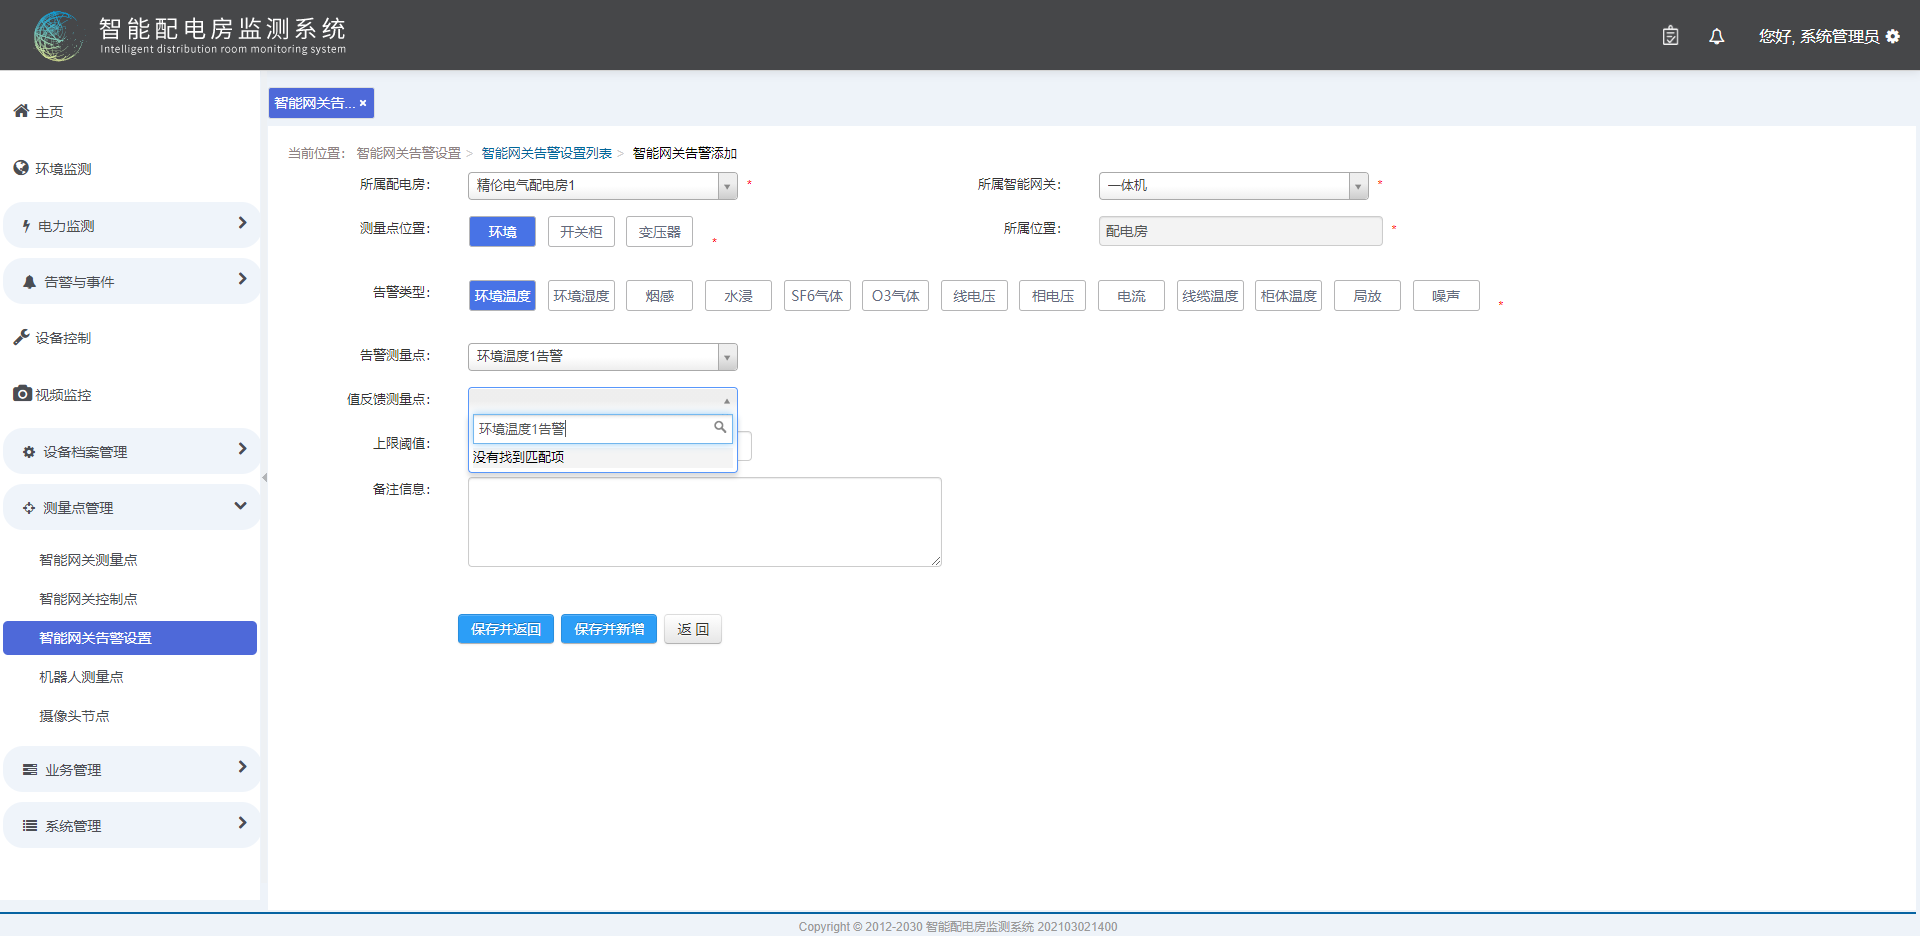 智能配电房监测系统
Intelligent distribution room monitoring system
您好, 系统管理员
主页
环境监测
电力监测
告警与事件
设备控制
视频监控
设备档案管理
测量点管理
智能网关测量点
智能网关控制点
智能网关告警设置
机器人测量点
摄像头节点
业务管理
系统管理
智能网关告... ×
当前位置: 智能网关告警设置 > 智能网关告警设置列表 > 智能网关告警添加
所属配电房: 精伦电气配电房1 * 所属智能网关: 一体机 *
测量点位置: 环境 开关柜 变压器 * 所属位置: 配电房 *
告警类型: 环境温度 环境湿度 烟感 水浸 SF6气体 O3气体 线电压 相电压 电流 线缆温度 柜体温度 局放 噪声 *
告警测量点: 环境温度1告警
值反馈测量点:
环境温度1告警
没有找到匹配项
上限阈值:
备注信息:
保存并返回 保存并新增 返 回
Copyright © 2012-2030 智能配电房监测系统 202103021400